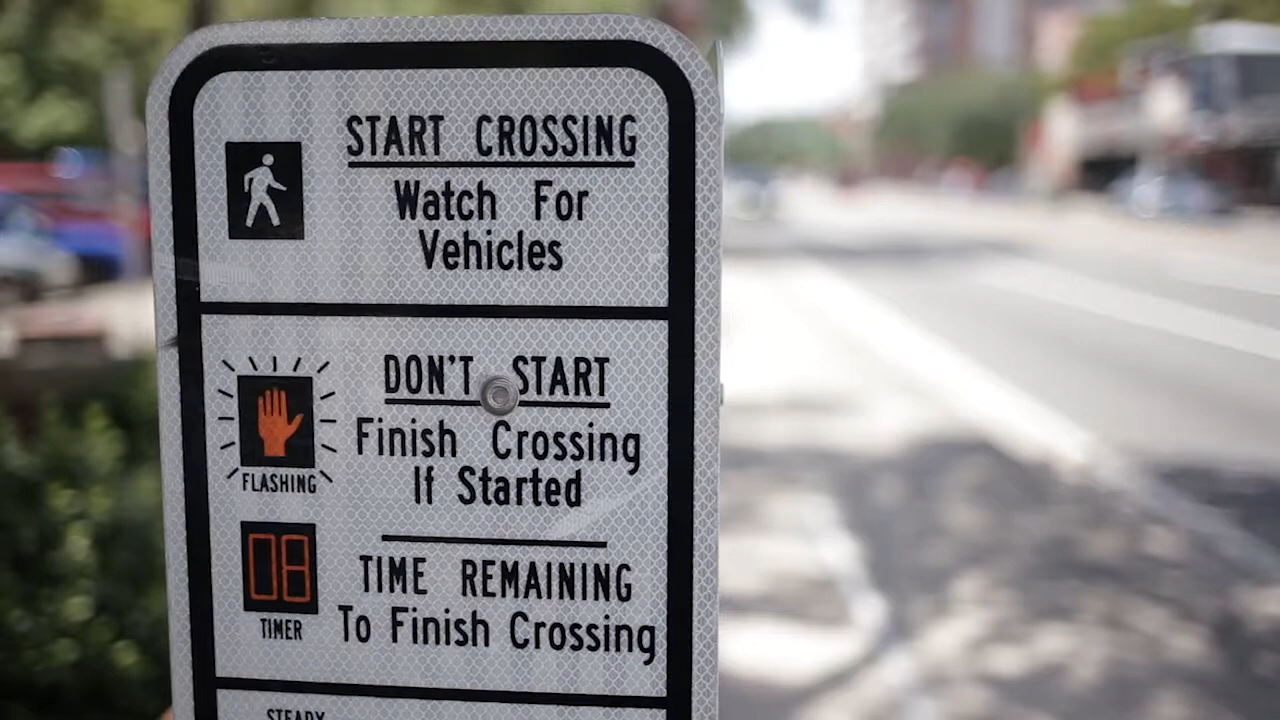 START CROSSING
Watch For
Vehicles
DON'T START
Finish Crossing
If Started
FLASHING
08
TIME REMAINING
To Finish Crossing
TIMER
STEADY